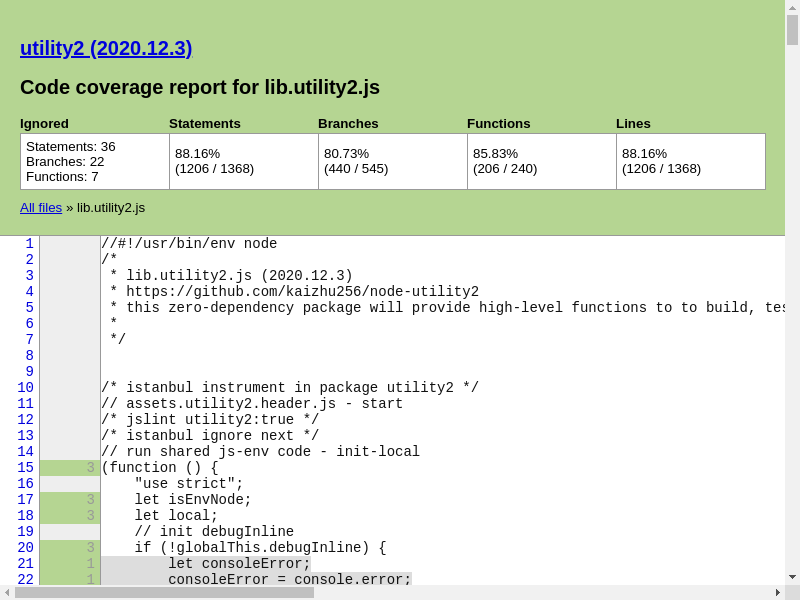 utility2 (2020.12.3)
Code coverage report for lib.utility2.js
Ignored Statements Branches Functions Lines
Statements: 36
Branches: 22
Functions: 7
88.16%
(1206 / 1368)
80.73%
(440 / 545)
85.83%
(206 / 240)
88.16%
(1206 / 1368)
All files » lib.utility2.js
1 //#!/usr/bin/env node
2 /*
3  * lib.utility2.js (2020.12.3)
4  * https://github.com/kaizhu256/node-utility2
5  * this zero-dependency package will provide high-level functions to to build, tes
6  *
7  */
8
9
10 /* istanbul instrument in package utility2 */
11 // assets.utility2.header.js - start
12 /* jslint utility2:true */
13 /* istanbul ignore next */
14 // run shared js-env code - init-local
15 3 (function () {
16     "use strict";
17 3     let isEnvNode;
18 3     let local;
19     // init debugInline
20 3     if (!globalThis.debugInline) {
21 1         let consoleError;
22 1         consoleError = console.error;